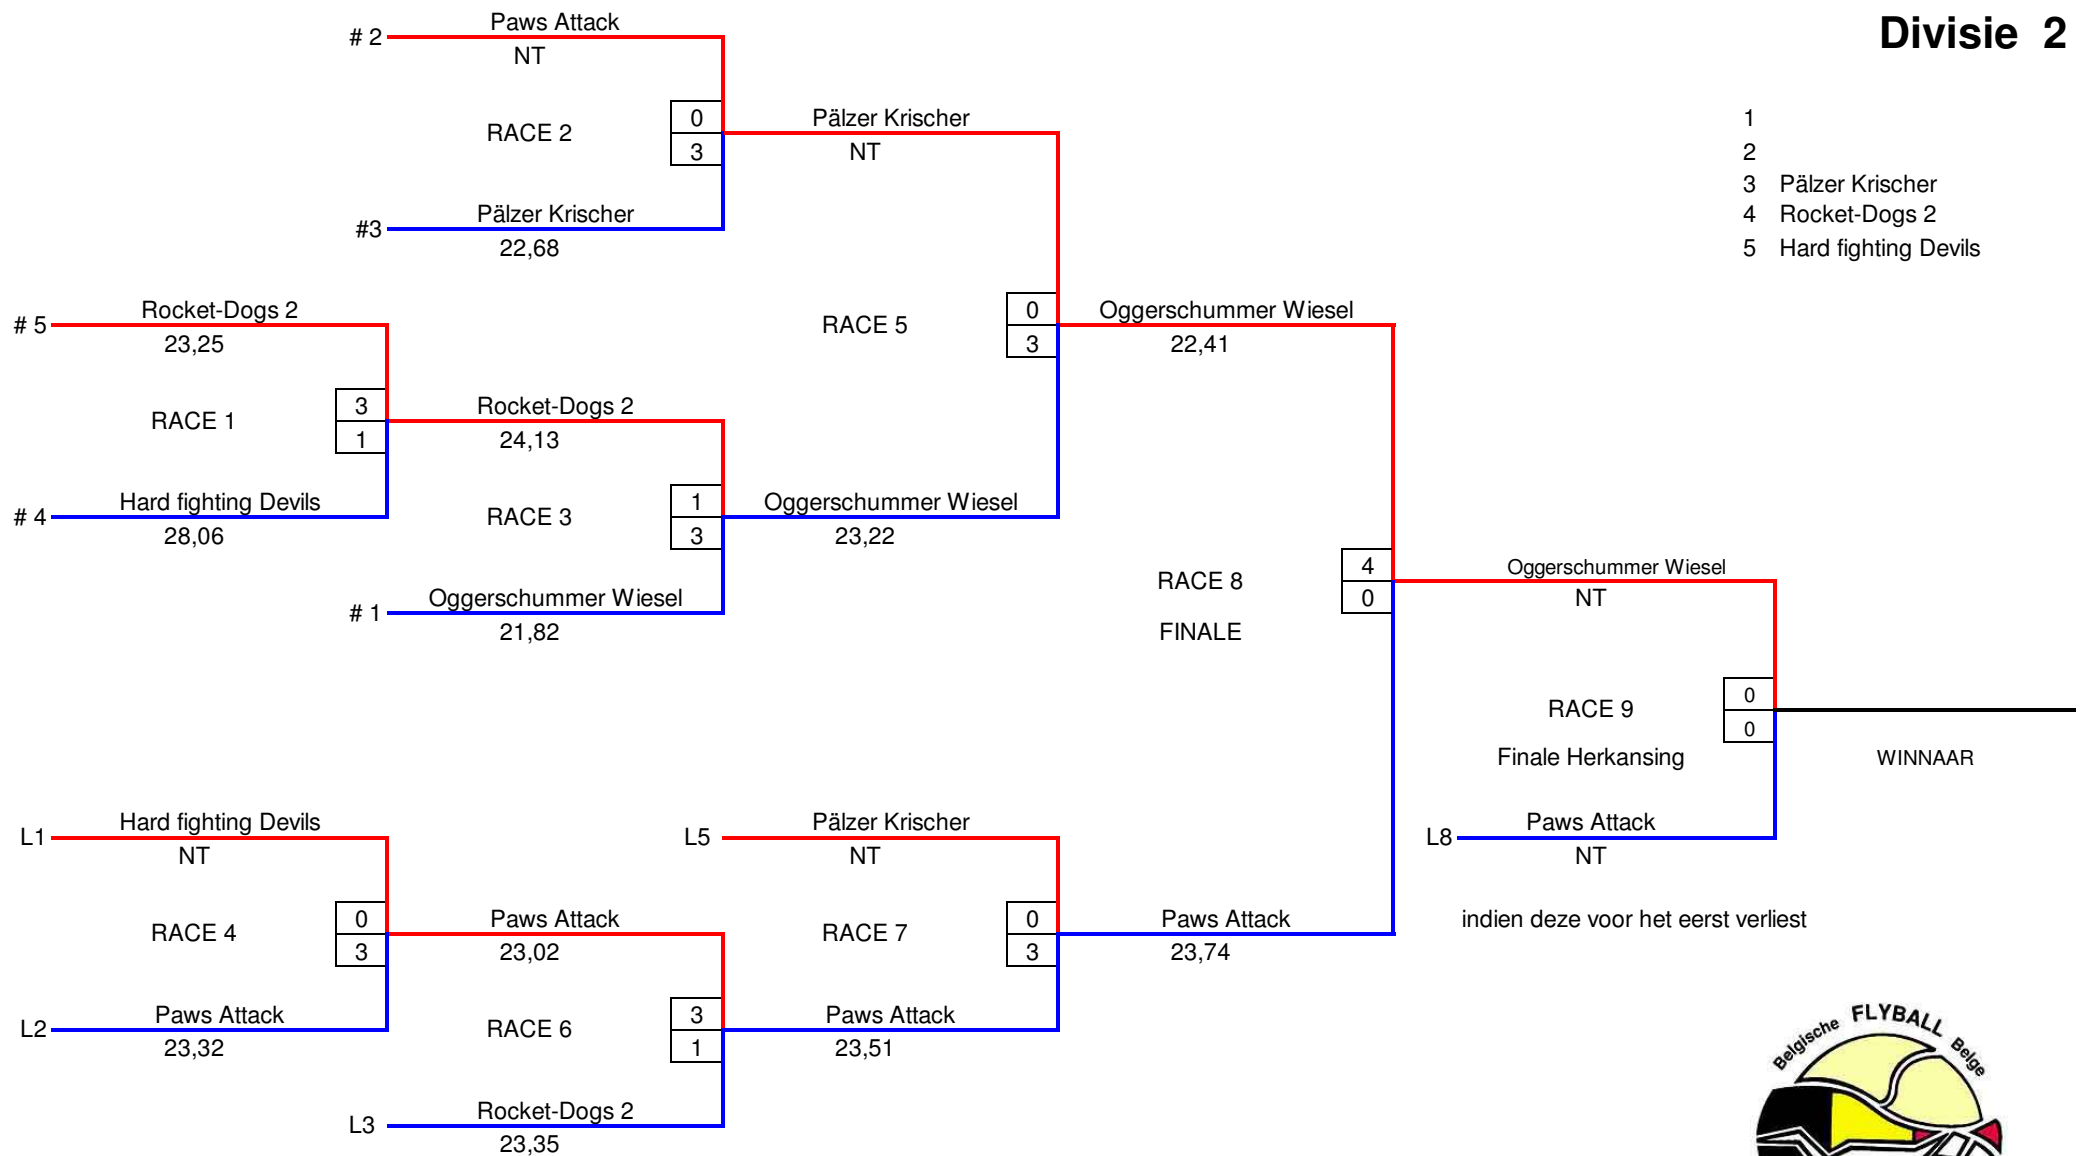 Divisie 2
Paws Attack
# 2
NT
0
RACE 2
3
Pälzer Krischer
NT
1
2
3 Pälzer Krischer
4 Rocket-Dogs 2
5 Hard fighting Devils
Pälzer Krischer
#3
22,68
Rocket-Dogs 2
# 5
23,25
3
RACE 1
1
Hard fighting Devils
# 4
28,06
Rocket-Dogs 2
24,13
1
RACE 3
3
Oggerschummer Wiesel
# 1
21,82
0
RACE 5
3
Oggerschummer Wiesel
23,22
Oggerschummer Wiesel
22,41
4
RACE 8
0
FINALE
Oggerschummer Wiesel
NT
0
RACE 9
0
Finale Herkansing
WINNAAR
Hard fighting Devils
L1
NT
0
RACE 4
3
Paws Attack
L2
23,32
Paws Attack
23,02
3
RACE 6
1
Rocket-Dogs 2
L3
23,35
Pälzer Krischer
L5
NT
0
RACE 7
3
Paws Attack
23,51
Paws Attack
23,74
Paws Attack
L8
NT
indien deze voor het eerst verliest
Belgische FLYBALL Belge